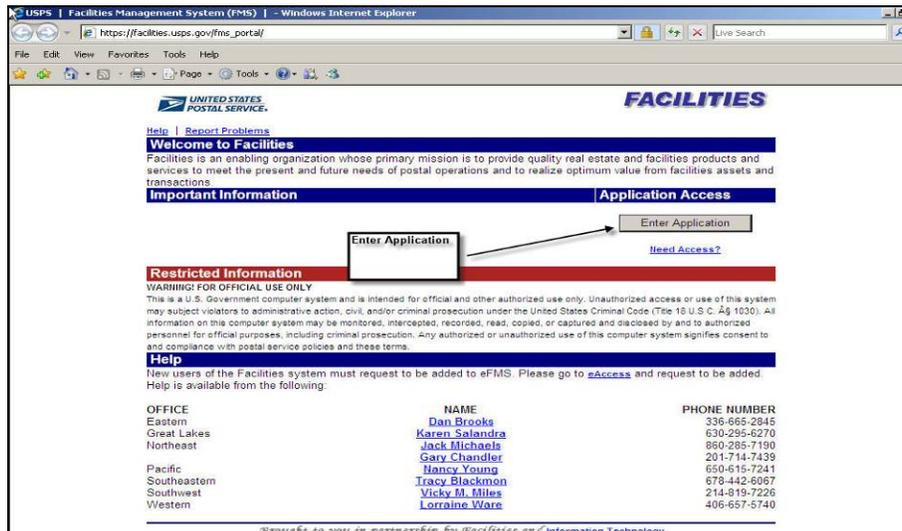 USPS | Facilities Management System (FMS) | - Windows Internet Explorer
https://facilities.usps.gov/fms_portal/
Live Search
File Edit View Favorites Tools Help
Page Tools
UNITED STATES
POSTAL SERVICE®
FACILITIES
Help | Report Problems
Welcome to Facilities
Facilities is an enabling organization whose primary mission is to provide quality real estate and facilities products and
services to meet the present and future needs of postal operations and to realize optimum value from facilities assets and
transactions
Important Information
Application Access
Enter Application
Enter Application
Need Access?
Restricted Information
WARNING! FOR OFFICIAL USE ONLY
This is a U.S. Government computer system and is intended for official and other authorized use only. Unauthorized access or use of this system
may subject violators to administrative action, civil, and/or criminal prosecution under the United States Criminal Code (Title 18 U.S C. Â§ 1030). All
information on this computer system may be monitored, intercepted, recorded, read, copied, or captured and disclosed by and to authorized
personnel for official purposes, including criminal prosecution. Any authorized or unauthorized use of this computer system signifies consent to
and compliance with postal service policies and these terms.
Help
New users of the Facilities system must request to be added to eFMS. Please go to eAccess and request to be added.
Help is available from the following:
OFFICE NAME PHONE NUMBER
Eastern Dan Brooks 336-665-2845
Great Lakes Karen Salandra 630-295-6270
Northeast Jack Michaels 860-285-7190
Gary Chandler 201-714-7439
Pacific Nancy Young 650-615-7241
Southeastern Tracy Blackmon 678-442-6067
Southwest Vicky M. Miles 214-819-7226
Western Lorraine Ware 406-657-5740
Brought to you in partnership by Facilities and Information Technology